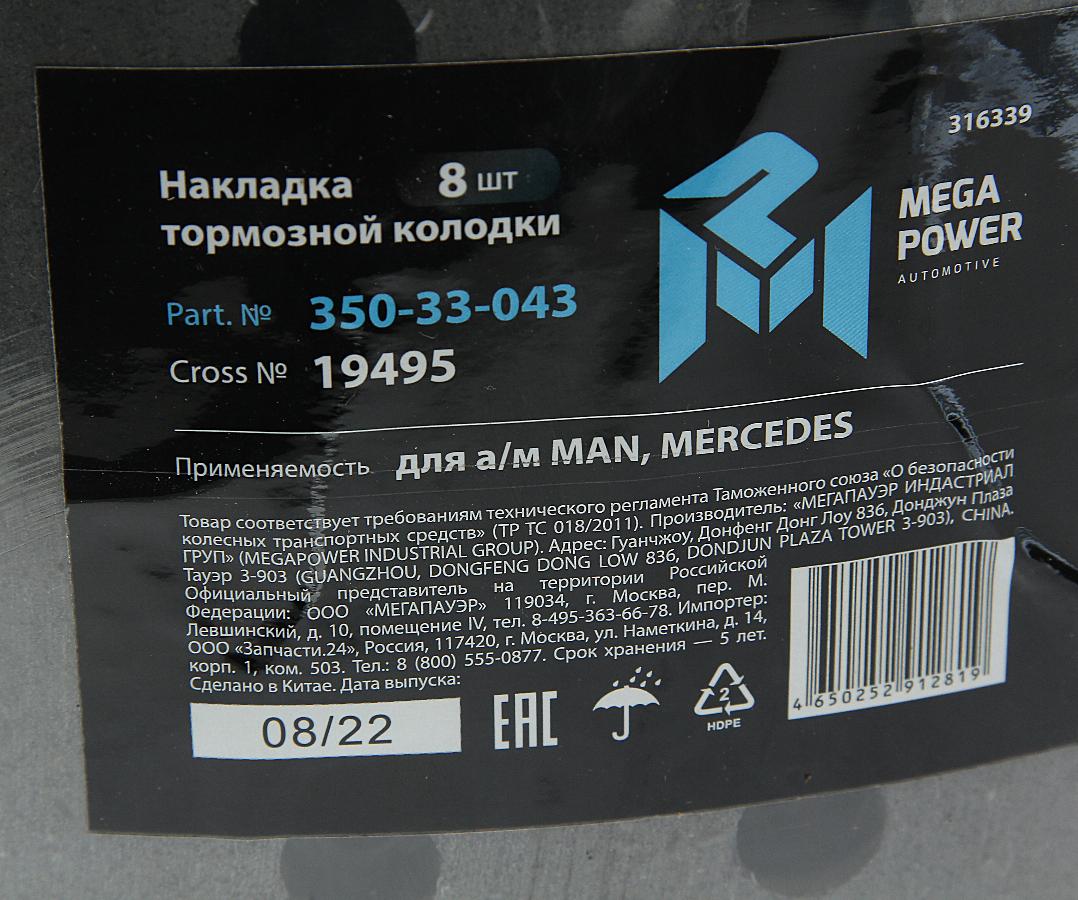 316339
Накладка 8 шт
тормозной колодки
MEGA
POWER
AUTOMOTIVE
Part. № 350-33-043
Cross № 19495
Применяемость для а/м MAN, MERCEDES
Товар соответствует требованиям технического регламента Таможенного союза «О безопасности
колесных транспортных средств» (ТР ТС 018/2011). Производитель: «МЕГАПАУЭР ИНДАСТРИАЛ
ГРУП» (MEGAPOWER INDUSTRIAL GROUP). Адрес: Гуанчжоу, Донфенг Донг Лоу 836, Донджун Плаза
Тауэр 3-903 (GUANGZHOU, DONGFENG DONG LOW 836, DONDJUN PLAZA TOWER 3-903), CHINA.
Официальный представитель на территории Российской
Федерации: ООО «МЕГАПАУЭР» 119034, г. Москва, пер. М.
Левшинский, д. 10, помещение IV, тел. 8-495-363-66-78. Импортер:
ООО «Запчасти.24», Россия, 117420, г. Москва, ул. Наметкина, д. 14,
корп. 1, ком. 503. Тел.: 8 (800) 555-0877. Срок хранения — 5 лет.
Сделано в Китае. Дата выпуска:
08/22
EAC
2
HDPE
4 650252 912819